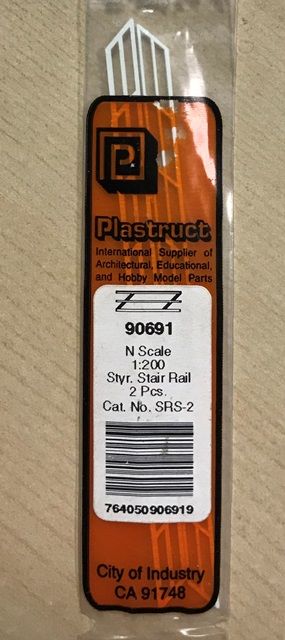 P
Plastruct
International Supplier of
Architectural, Educational,
and Hobby Model Parts
90691
N Scale
1:200
Styr. Stair Rail
2 Pcs.
Cat. No. SRS-2
764050906919
City of Industry
CA 91748